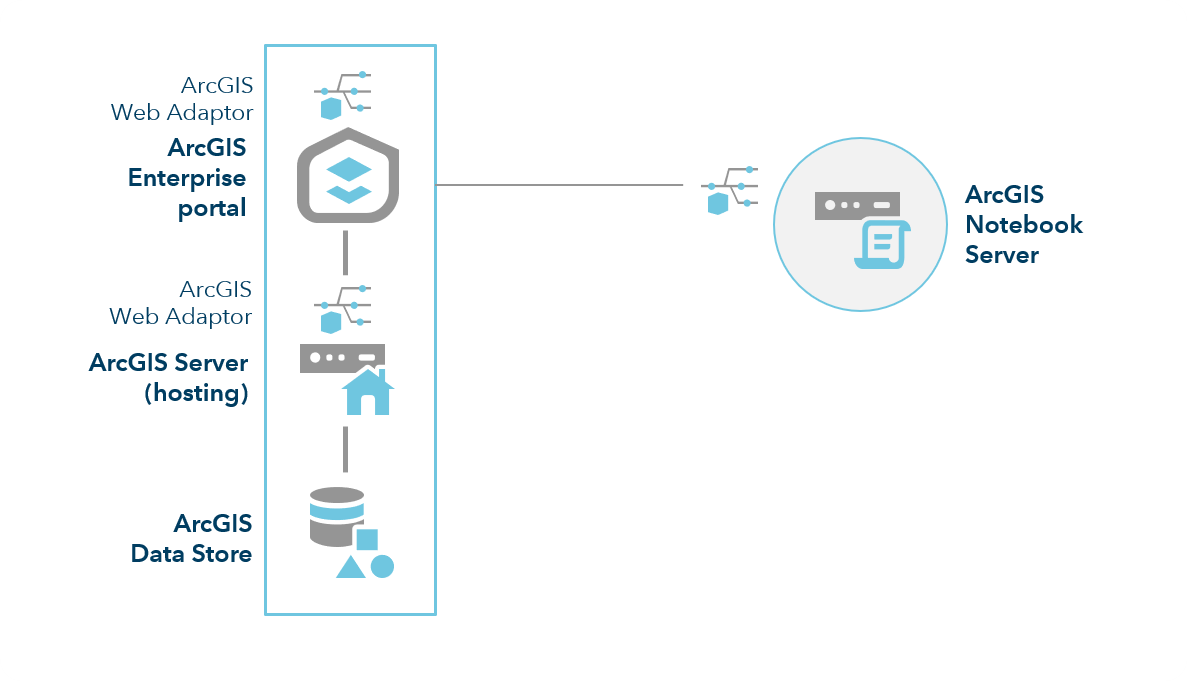 ArcGIS
Web Adaptor
ArcGIS
Enterprise
portal
ArcGIS
Web Adaptor
ArcGIS Server
(hosting)
ArcGIS
Data Store
ArcGIS
Notebook
Server